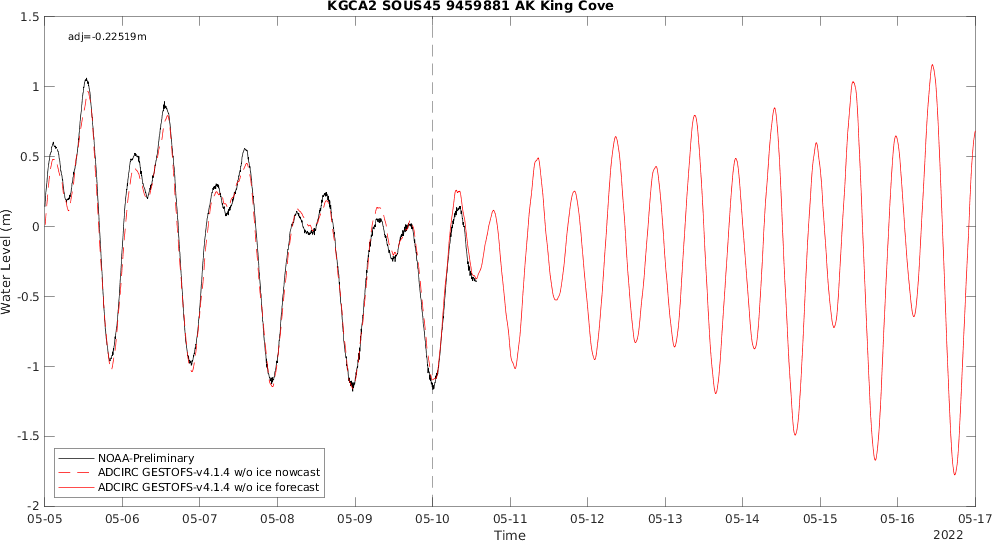 KGCA2 SOUS45 9459881 AK King Cove
adj=-0.22519m
1.5
1
0.5
0
-0.5
-1
-1.5
-2
Water Level (m)
NOAA-Preliminary
ADCIRC GESTOFS-v4.1.4 w/o ice nowcast
ADCIRC GESTOFS-v4.1.4 w/o ice forecast
05-05 05-06 05-07 05-08 05-09 05-10 05-11 05-12 05-13 05-14 05-15 05-16 05-17
Time
2022